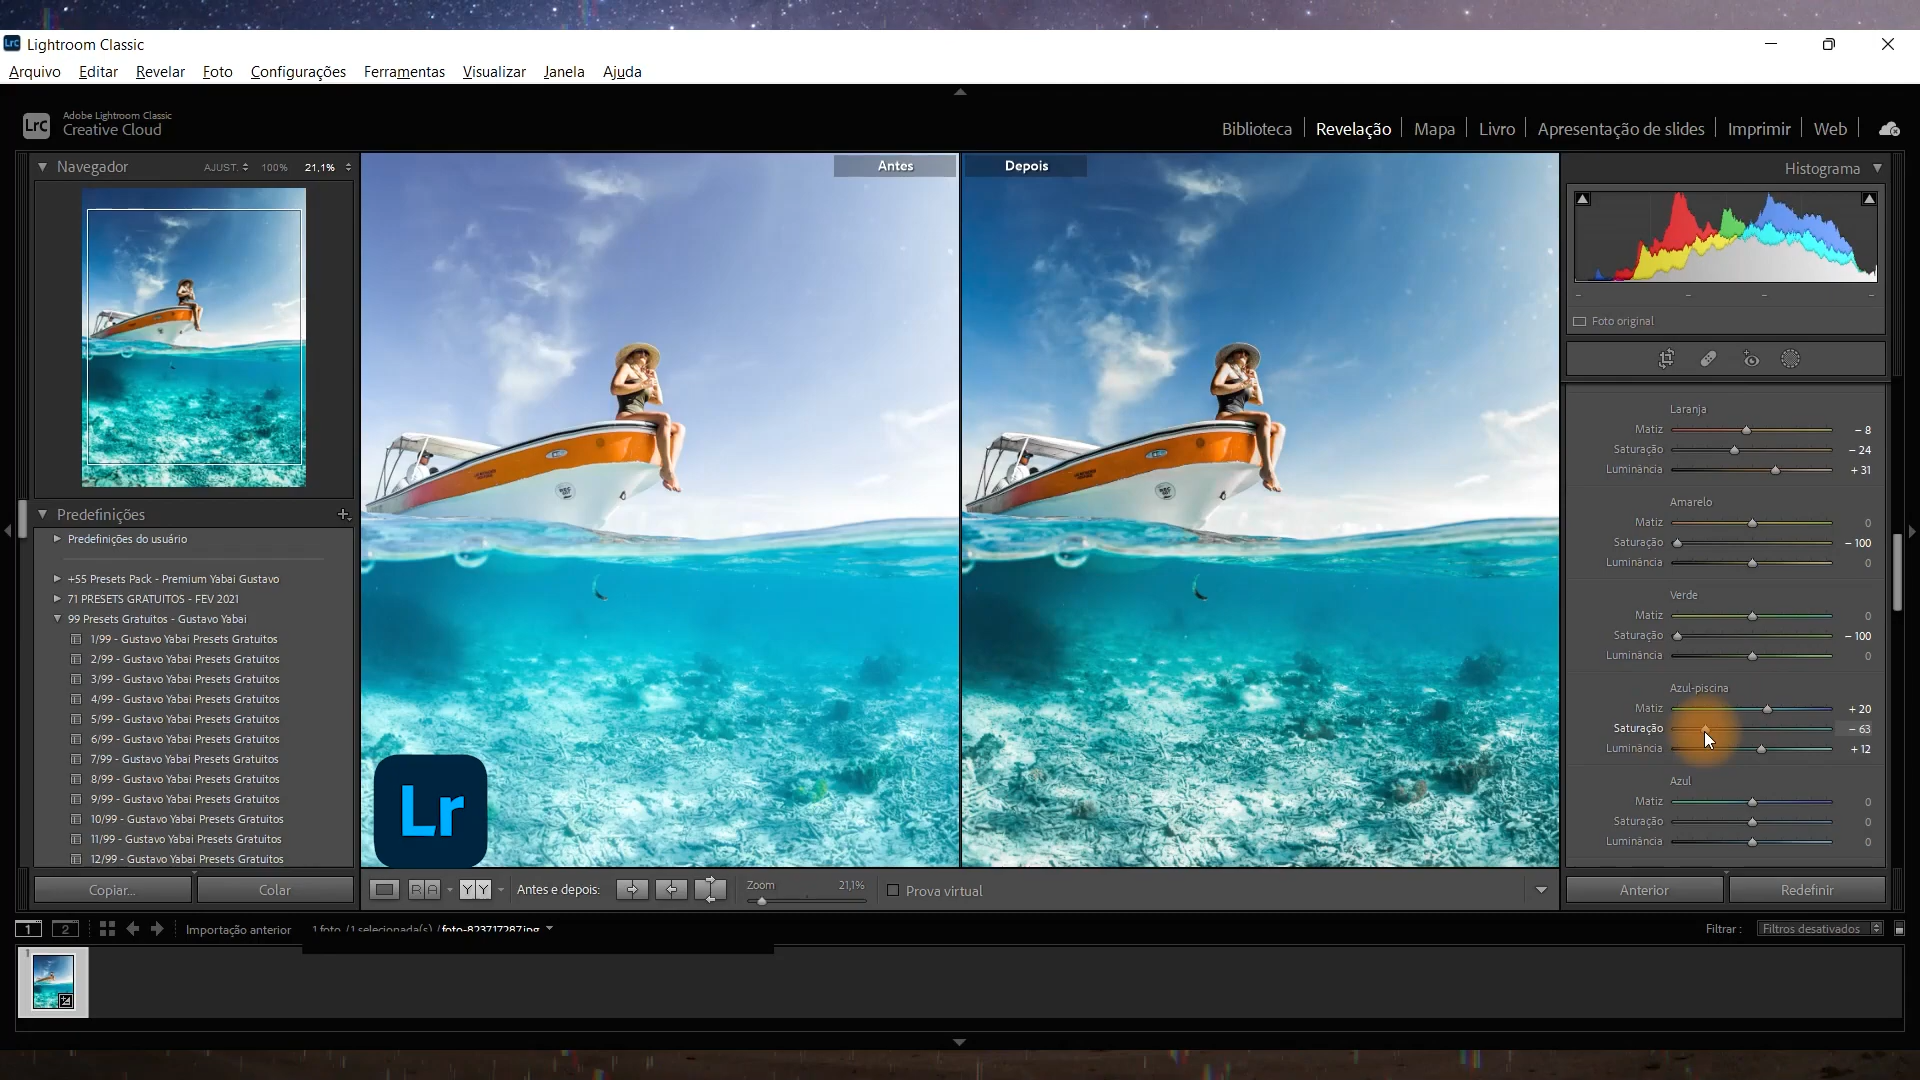 Lrc Lightroom Classic
Arquivo Editar Revelar Foto Configurações Ferramentas Visualizar Janela Ajuda
LrC Adobe Lightroom Classic
Creative Cloud
Biblioteca Revelação Mapa Livro Apresentação de slides Imprimir Web
Navegador AJUST. 100% 21,1%
Antes
Depois
Histograma
Foto original
Predefinições
Predefinições do usuário
+55 Presets Pack - Premium Yabai Gustavo
71 PRESETS GRATUITOS - FEV 2021
99 Presets Gratuitos - Gustavo Yabai
1/99 - Gustavo Yabai Presets Gratuitos
2/99 - Gustavo Yabai Presets Gratuitos
3/99 - Gustavo Yabai Presets Gratuitos
4/99 - Gustavo Yabai Presets Gratuitos
5/99 - Gustavo Yabai Presets Gratuitos
6/99 - Gustavo Yabai Presets Gratuitos
7/99 - Gustavo Yabai Presets Gratuitos
8/99 - Gustavo Yabai Presets Gratuitos
9/99 - Gustavo Yabai Presets Gratuitos
10/99 - Gustavo Yabai Presets Gratuitos
11/99 - Gustavo Yabai Presets Gratuitos
12/99 - Gustavo Yabai Presets Gratuitos
Copiar... Colar
Lr
Laranja
Matiz - 8
Saturação - 24
Luminância + 31
Amarelo
Matiz 0
Saturação - 100
Luminância 0
Verde
Matiz 0
Saturação - 100
Luminância 0
Azul-piscina
Matiz + 20
Saturação - 63
Luminância + 12
Azul
Matiz 0
Saturação 0
Luminância 0
R A Y Y Antes e depois: Zoom 21,1% Prova virtual
Anterior Redefinir
1 2 Importação anterior 1 foto /1 selecionada(s) /foto-823717287.jpg
Filtrar : Filtros desativados
1